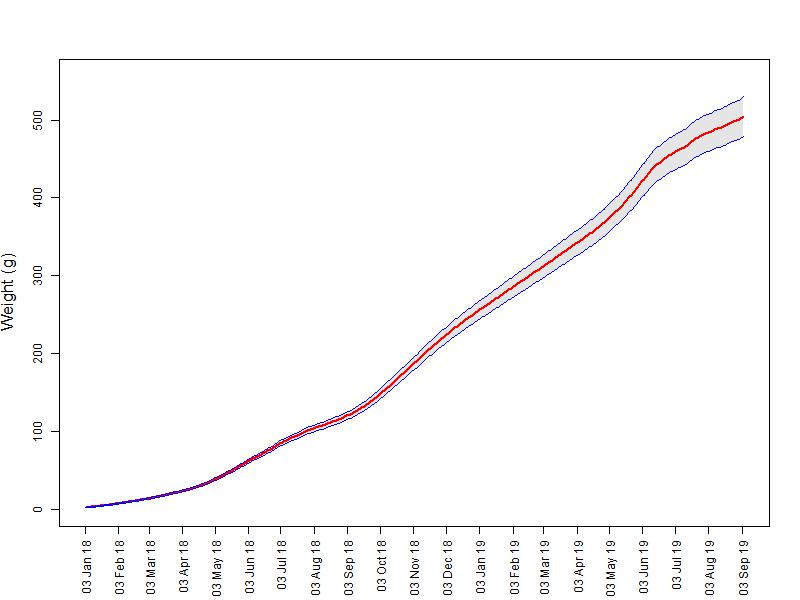 Weight (g)
500
400
300
200
100
0
03 Jan 18
03 Feb 18
03 Mar 18
03 Apr 18
03 May 18
03 Jun 18
03 Jul 18
03 Aug 18
03 Sep 18
03 Oct 18
03 Nov 18
03 Dec 18
03 Jan 19
03 Feb 19
03 Mar 19
03 Apr 19
03 May 19
03 Jun 19
03 Jul 19
03 Aug 19
03 Sep 19